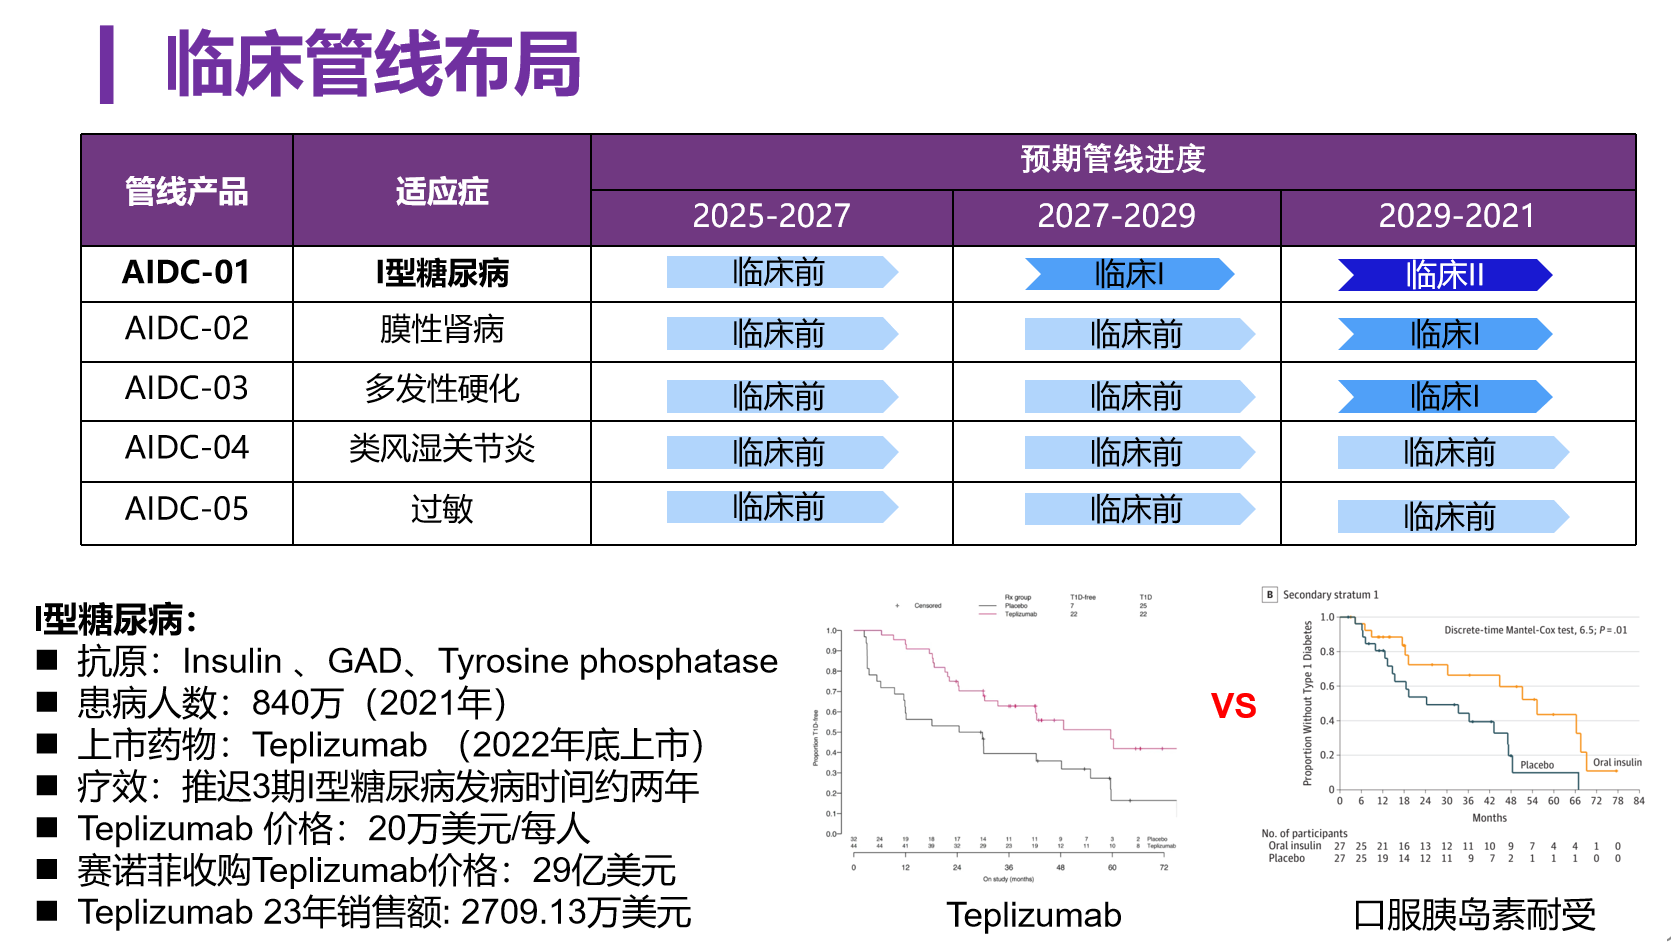 临床管线布局
管线产品 适应症 预期管线进度
2025-2027 2027-2029 2029-2021
AIDC-01 I型糖尿病 临床前 临床I 临床II
AIDC-02 膜性肾病 临床前 临床前 临床I
AIDC-03 多发性硬化 临床前 临床前 临床I
AIDC-04 类风湿关节炎 临床前 临床前 临床前
AIDC-05 过敏 临床前 临床前 临床前
I型糖尿病：
■ 抗原：Insulin 、GAD、Tyrosine phosphatase
■ 患病人数：840万（2021年）
■ 上市药物：Teplizumab （2022年底上市）
■ 疗效：推迟3期I型糖尿病发病时间约两年
■ Teplizumab 价格：20万美元/每人
■ 赛诺菲收购Teplizumab价格：29亿美元
■ Teplizumab 23年销售额: 2709.13万美元
Rx group T1D-free T1D
+ Censored Placebo 7 25
Teplizumab 22 22
Proportion T1D-free
1.0
0.9
0.8
0.7
0.6
0.5
0.4
0.3
0.2
0.1
0.0
32 24 19 18 17 14 11 11 9 7 3 2 Placebo
44 44 41 39 32 29 23 19 12 11 10 8 Teplizumab
0 12 24 36 48 60 72
On study (months)
Teplizumab
VS
B Secondary stratum 1
Discrete-time Mantel-Cox test, 6.5; P = .01
Proportion Without Type 1 Diabetes
1.0
0.8
0.6
0.4
0.2
0
Placebo
Oral insulin
0 6 12 18 24 30 36 42 48 54 60 66 72 78 84
Months
No. of participants
Oral insulin 27 25 21 16 13 12 11 10 9 7 4 4 1 0
Placebo 27 25 19 14 12 11 9 7 2 1 1 1 0 0
口服胰岛素耐受